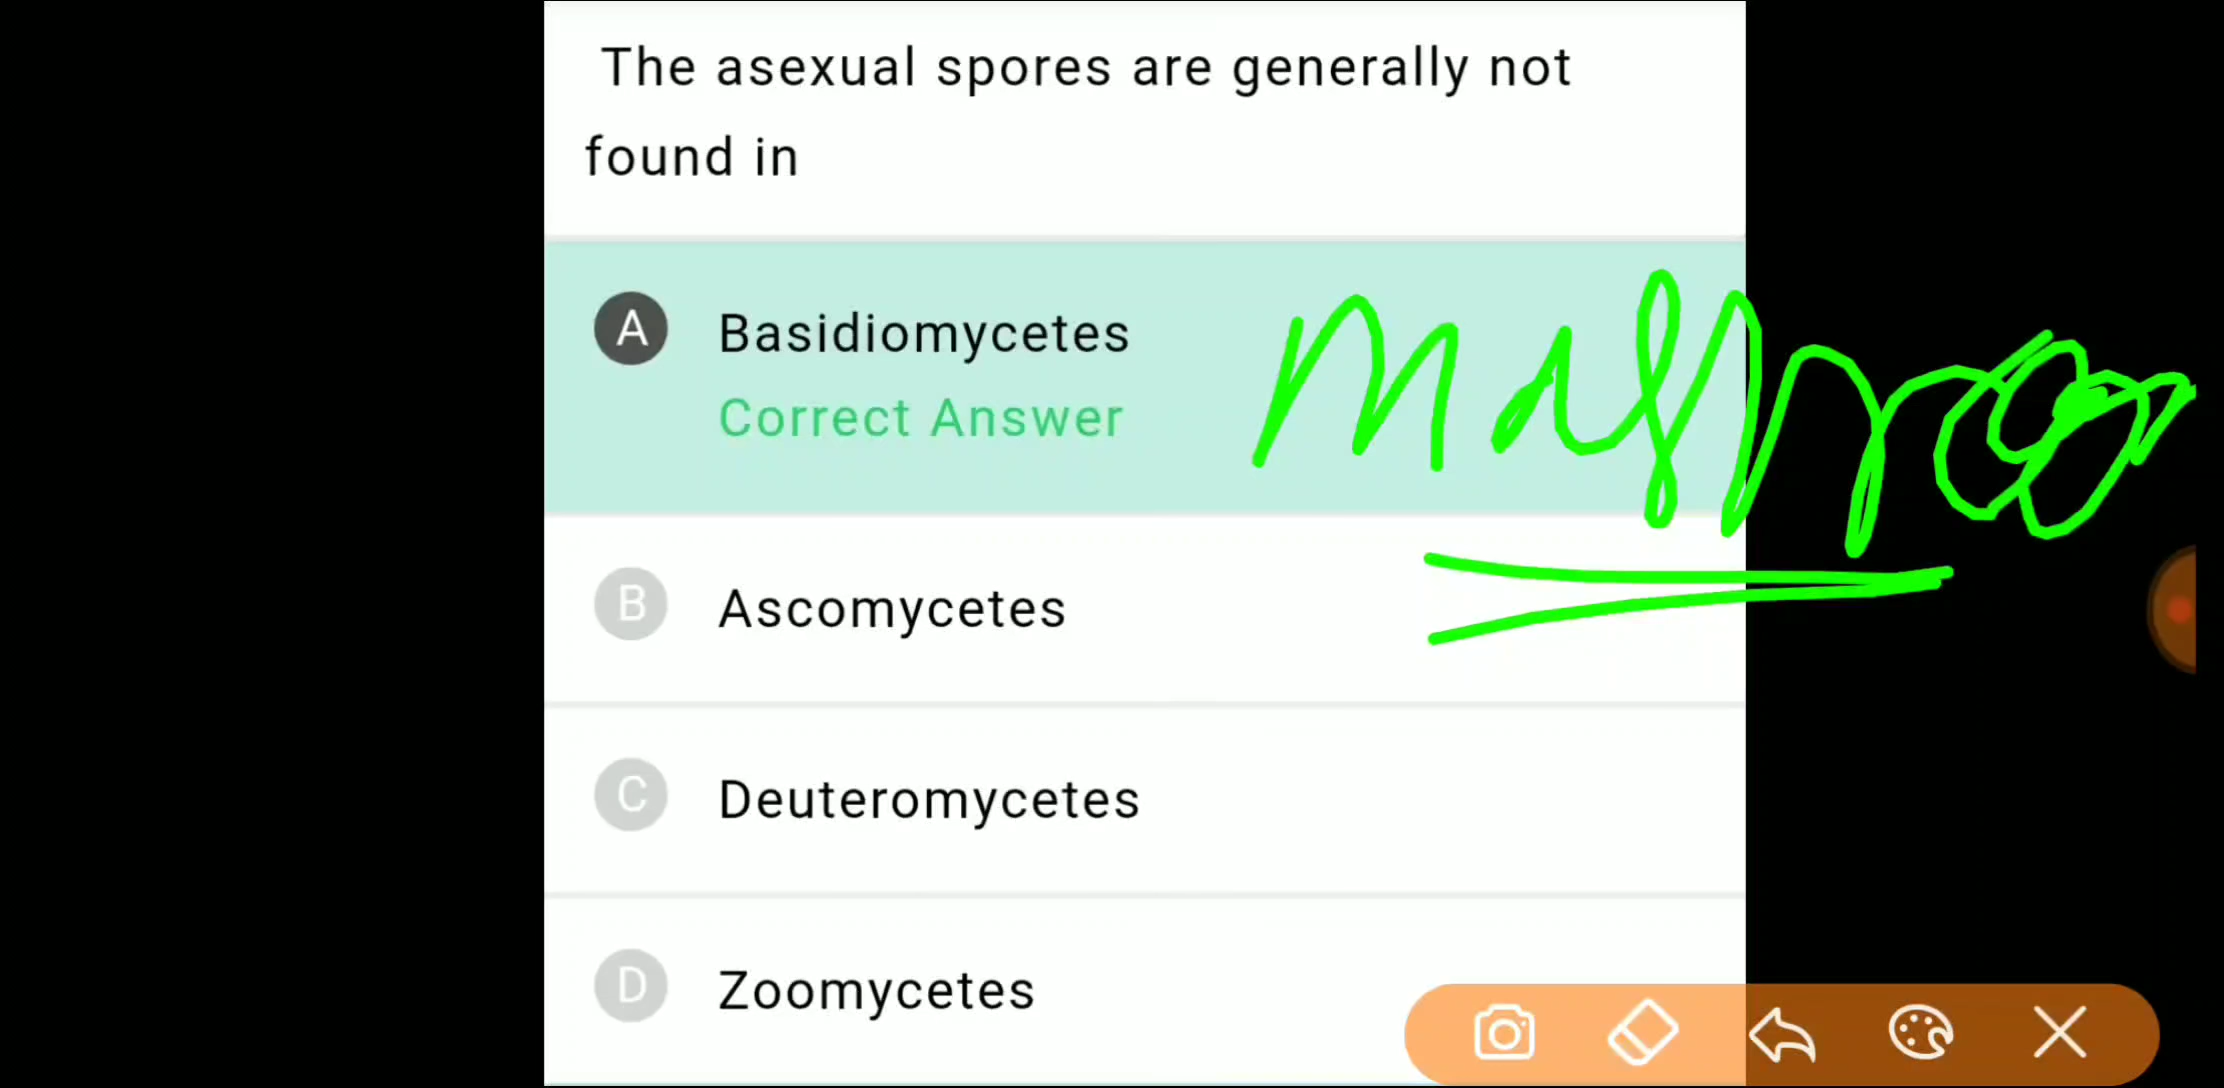 The asexual spores are generally not
found in
A Basidiomycetes
Correct Answer
B Ascomycetes
C Deuteromycetes
D Zoomycetes